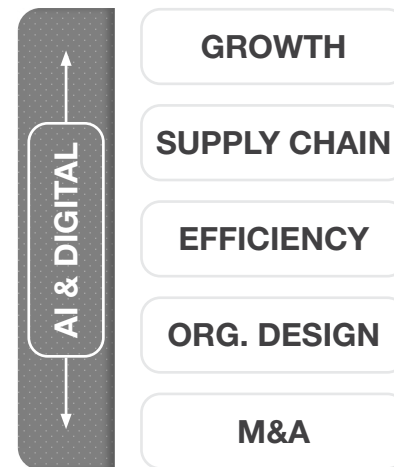 AI & DIGITAL
GROWTH
SUPPLY CHAIN
EFFICIENCY
ORG. DESIGN
M&A